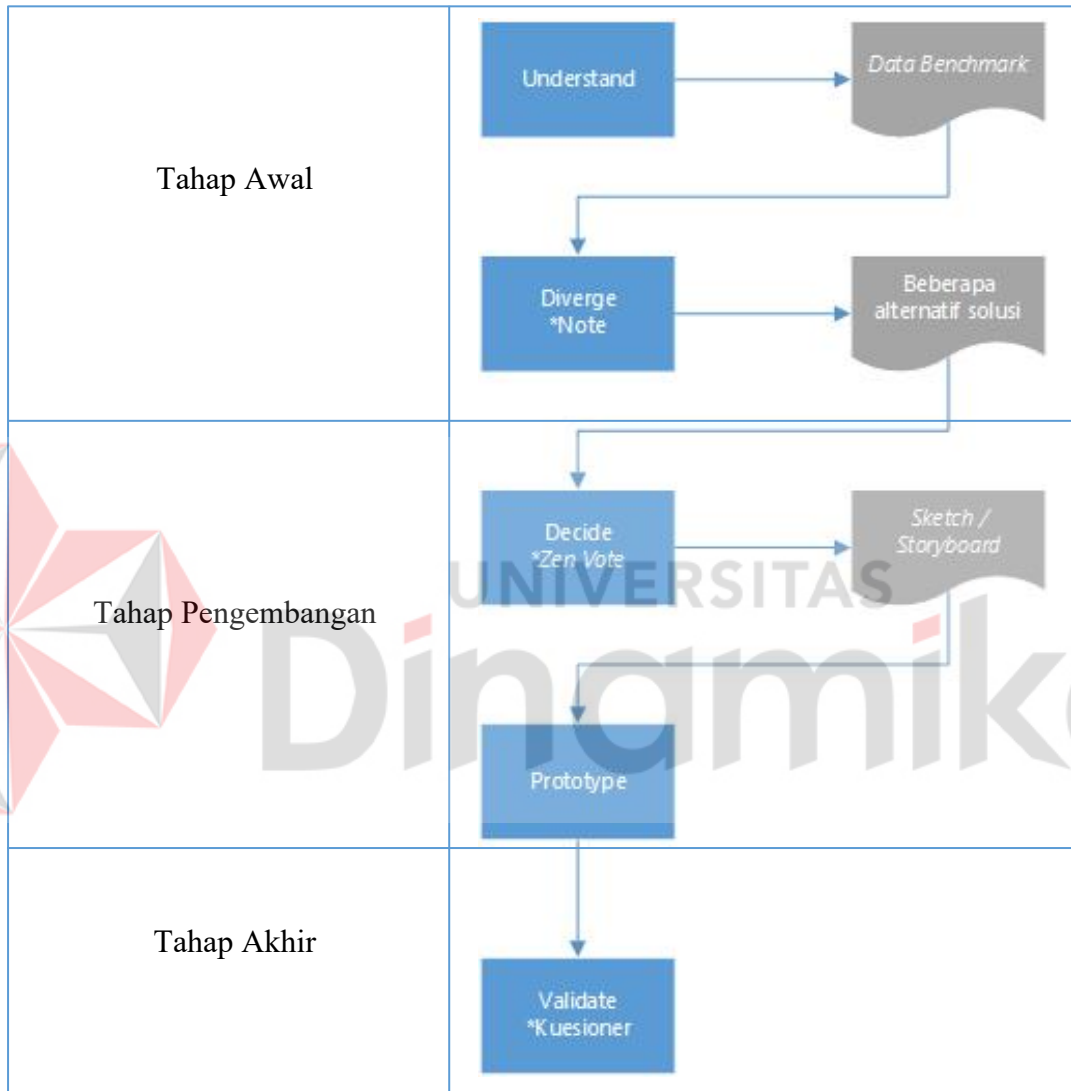 Tahap Awal
Understand
Data Benchmark
Diverge
*Note
Beberapa
alternatif solusi
Tahap Pengembangan
Decide
*Zen Vote
Sketch /
Storyboard
UNIVERSITAS
Dinamika
Prototype
Tahap Akhir
Validate
*Kuesioner